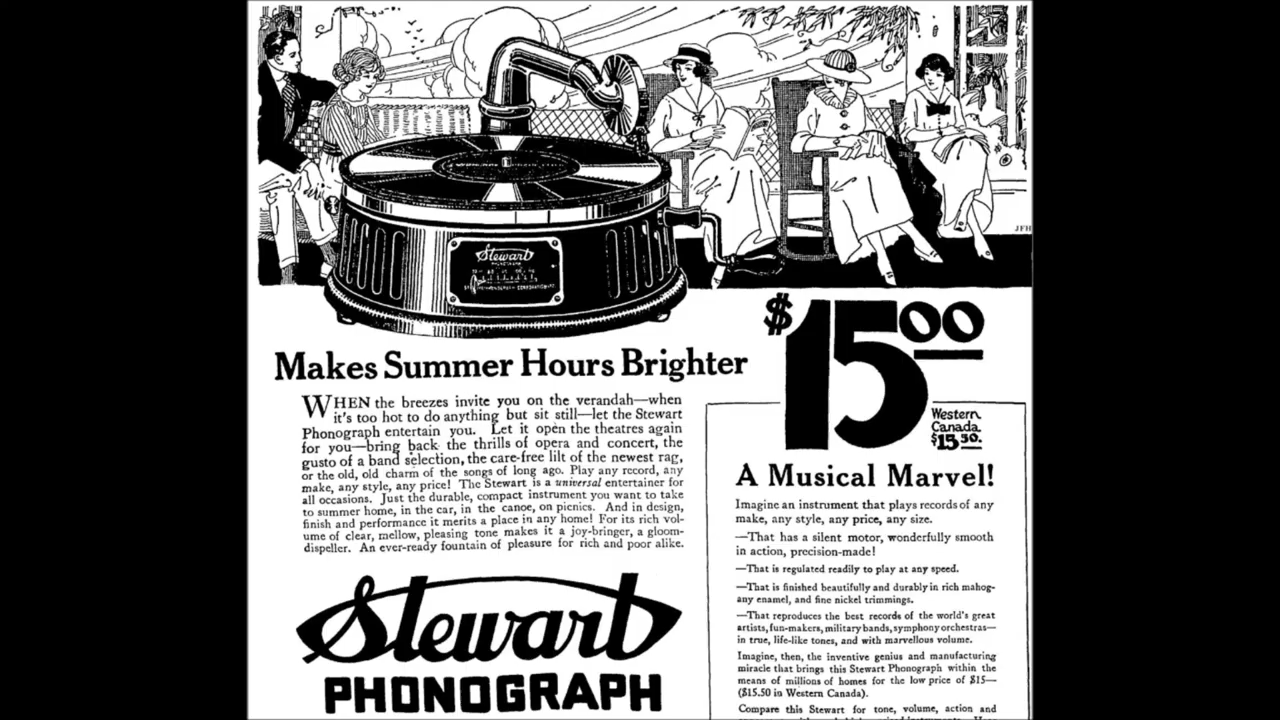 JFH
Stewart
PHONOGRAPH
$15.00
Western
Canada
$15.50.
Makes Summer Hours Brighter
WHEN the breezes invite you on the verandah—when
it's too hot to do anything but sit still—let the Stewart
Phonograph entertain you. Let it open the theatres again
for you—bring back the thrills of opera and concert, the
gusto of a band selection, the care-free lilt of the newest rag,
or the old, old charm of the songs of long ago. Play any record, any
make, any style, any price! The Stewart is a universal entertainer for
all occasions. Just the durable, compact instrument you want to take
to summer home, in the car, in the canoe, on picnics. And in design,
finish and performance it merits a place in any home! For its rich vol-
ume of clear, mellow, pleasing tone makes it a joy-bringer, a gloom-
dispeller. An ever-ready fountain of pleasure for rich and poor alike.
Stewart
PHONOGRAPH
A Musical Marvel!
Imagine an instrument that plays records of any
make, any style, any price, any size.
—That has a silent motor, wonderfully smooth
in action, precision-made!
—That is regulated readily to play at any speed.
—That is finished beautifully and durably in rich mahog-
any enamel, and fine nickel trimmings.
—That reproduces the best records of the world's great
artists, fun-makers, military bands, symphony orchestras—
in true, life-like tones, and with marvellous volume.
Imagine, then, the inventive genius and manufacturing
miracle that brings this Stewart Phonograph within the
means of millions of homes for the low price of $15—
($15.50 in Western Canada).
Compare this Stewart for tone, volume, action and